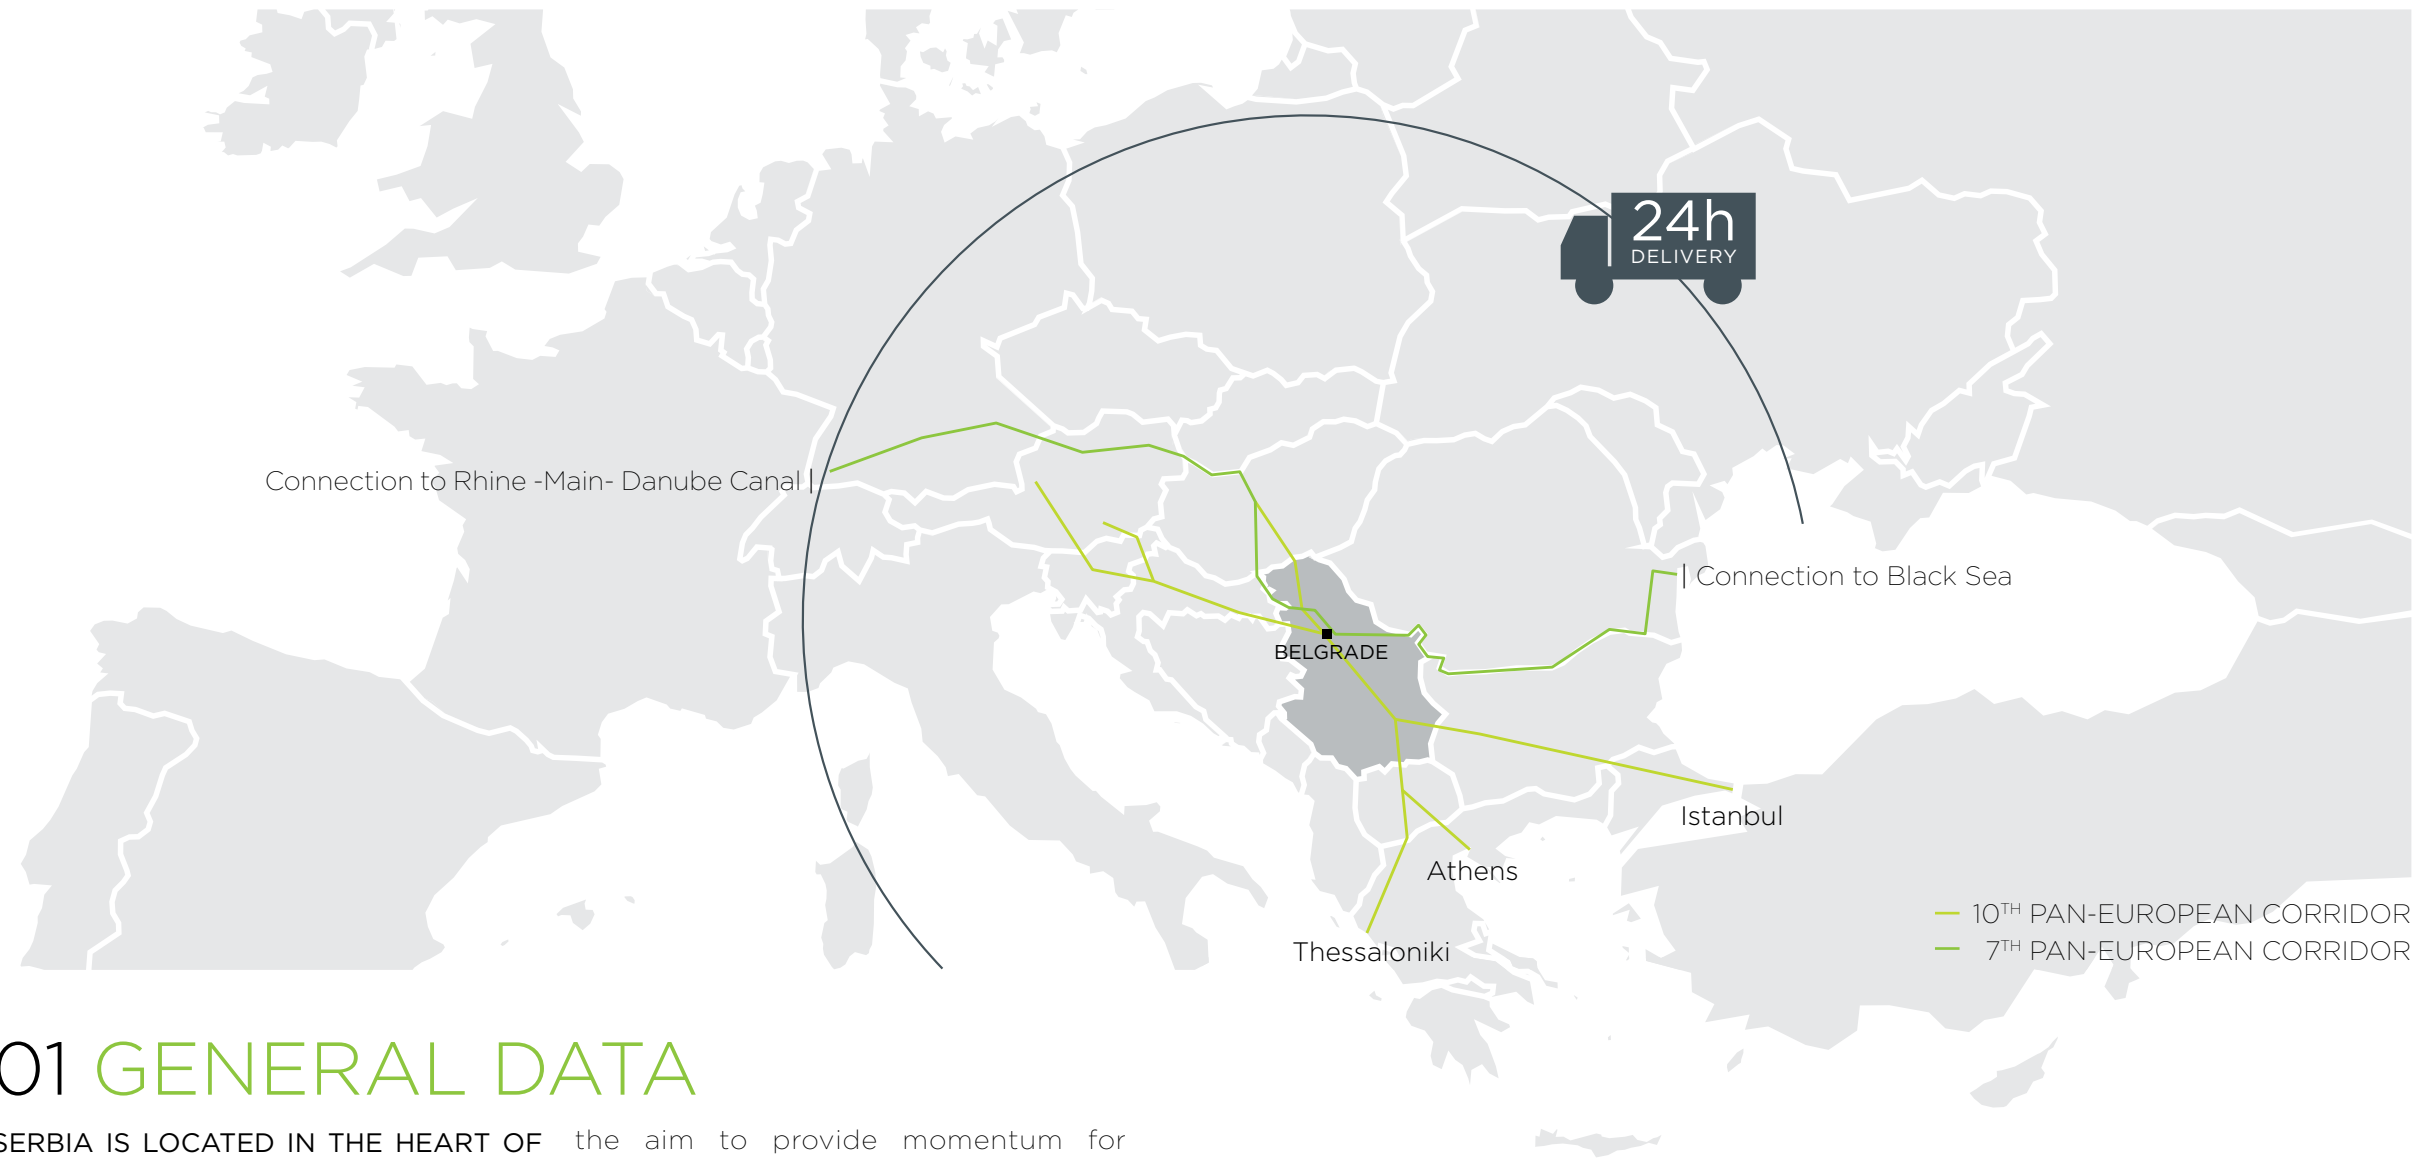 24h
DELIVERY
Connection to Rhine -Main- Danube Canal |
| Connection to Black Sea
BELGRADE
Istanbul
Athens
Thessaloniki
10TH PAN-EUROPEAN CORRIDOR
7TH PAN-EUROPEAN CORRIDOR
01 GENERAL DATA
SERBIA IS LOCATED IN THE HEART OF
the aim to provide momentum for